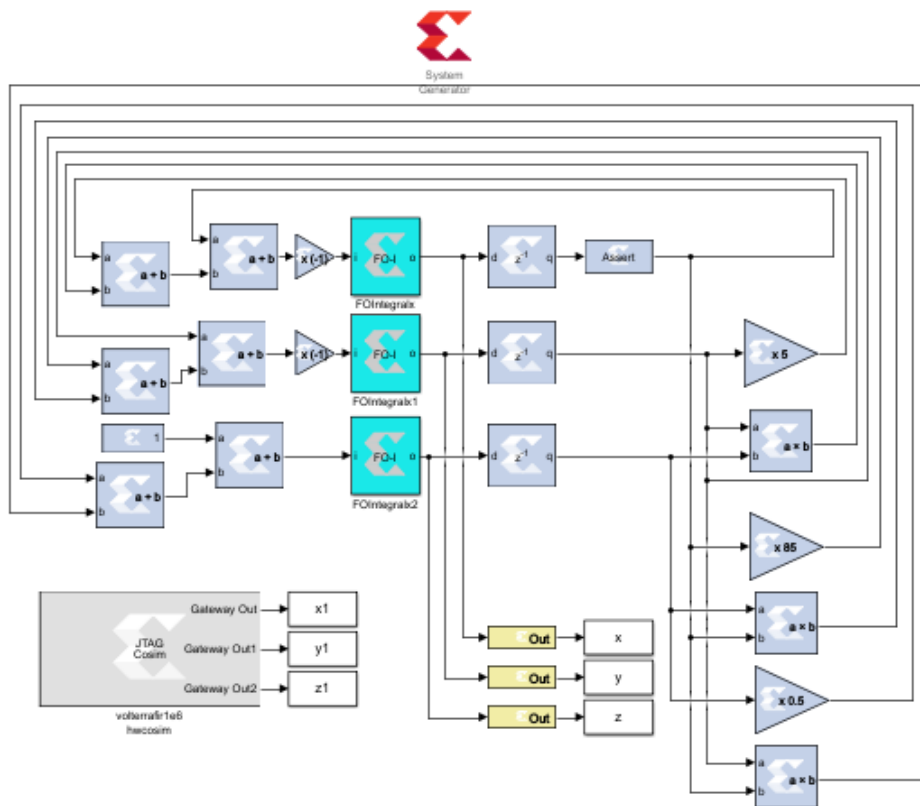 System
Generator
a
b
a + b
a
b
a + b
x (-1)
i
FO-I
o
FOIntegralx
d
z-1
q
Assert
a
b
a + b
a
b
a + b
x (-1)
i
FO-I
o
FOIntegralx1
d
z-1
q
x 5
1
a
b
a + b
a
b
a + b
i
FO-I
o
FOIntegralx2
d
z-1
q
a
b
a × b
x 85
a
b
a × b
x 0.5
a
b
a × b
JTAG
Cosim
Gateway Out
Gateway Out1
Gateway Out2
x1
y1
z1
volterrafir1e6
hwcosim
Out
x
Out
y
Out
z